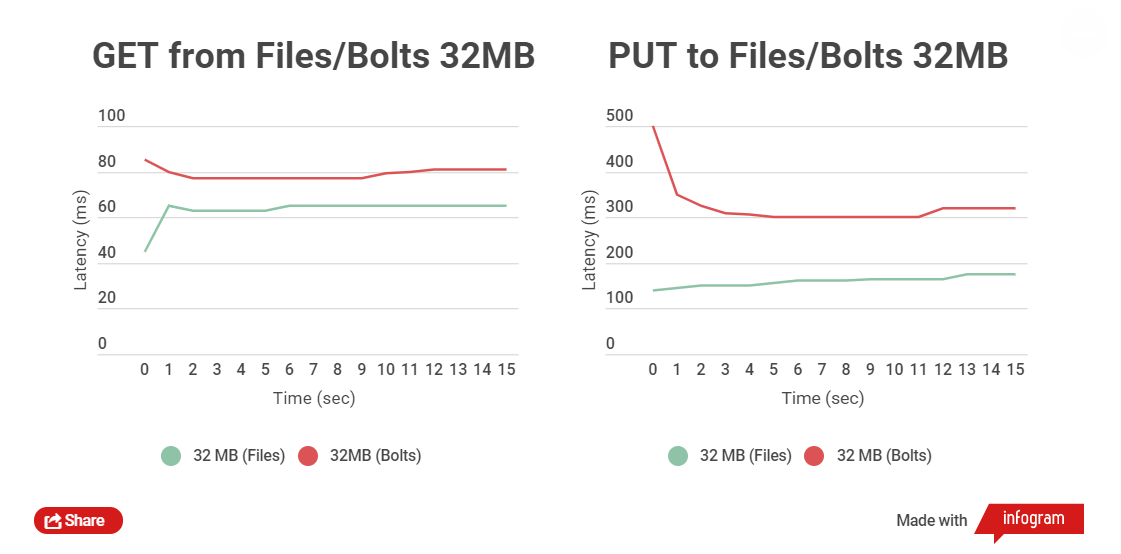 GET from Files/Bolts 32MB
100
80
60
40
20
0
Latency (ms)
0 1 2 3 4 5 6 7 8 9 10 11 12 13 14 15
Time (sec)
32 MB (Files) 32MB (Bolts)
PUT to Files/Bolts 32MB
500
400
300
200
100
0
Latency (ms)
0 1 2 3 4 5 6 7 8 9 10 11 12 13 14 15
Time (sec)
32 MB (Files) 32 MB (Bolts)
Share
Made with infogram